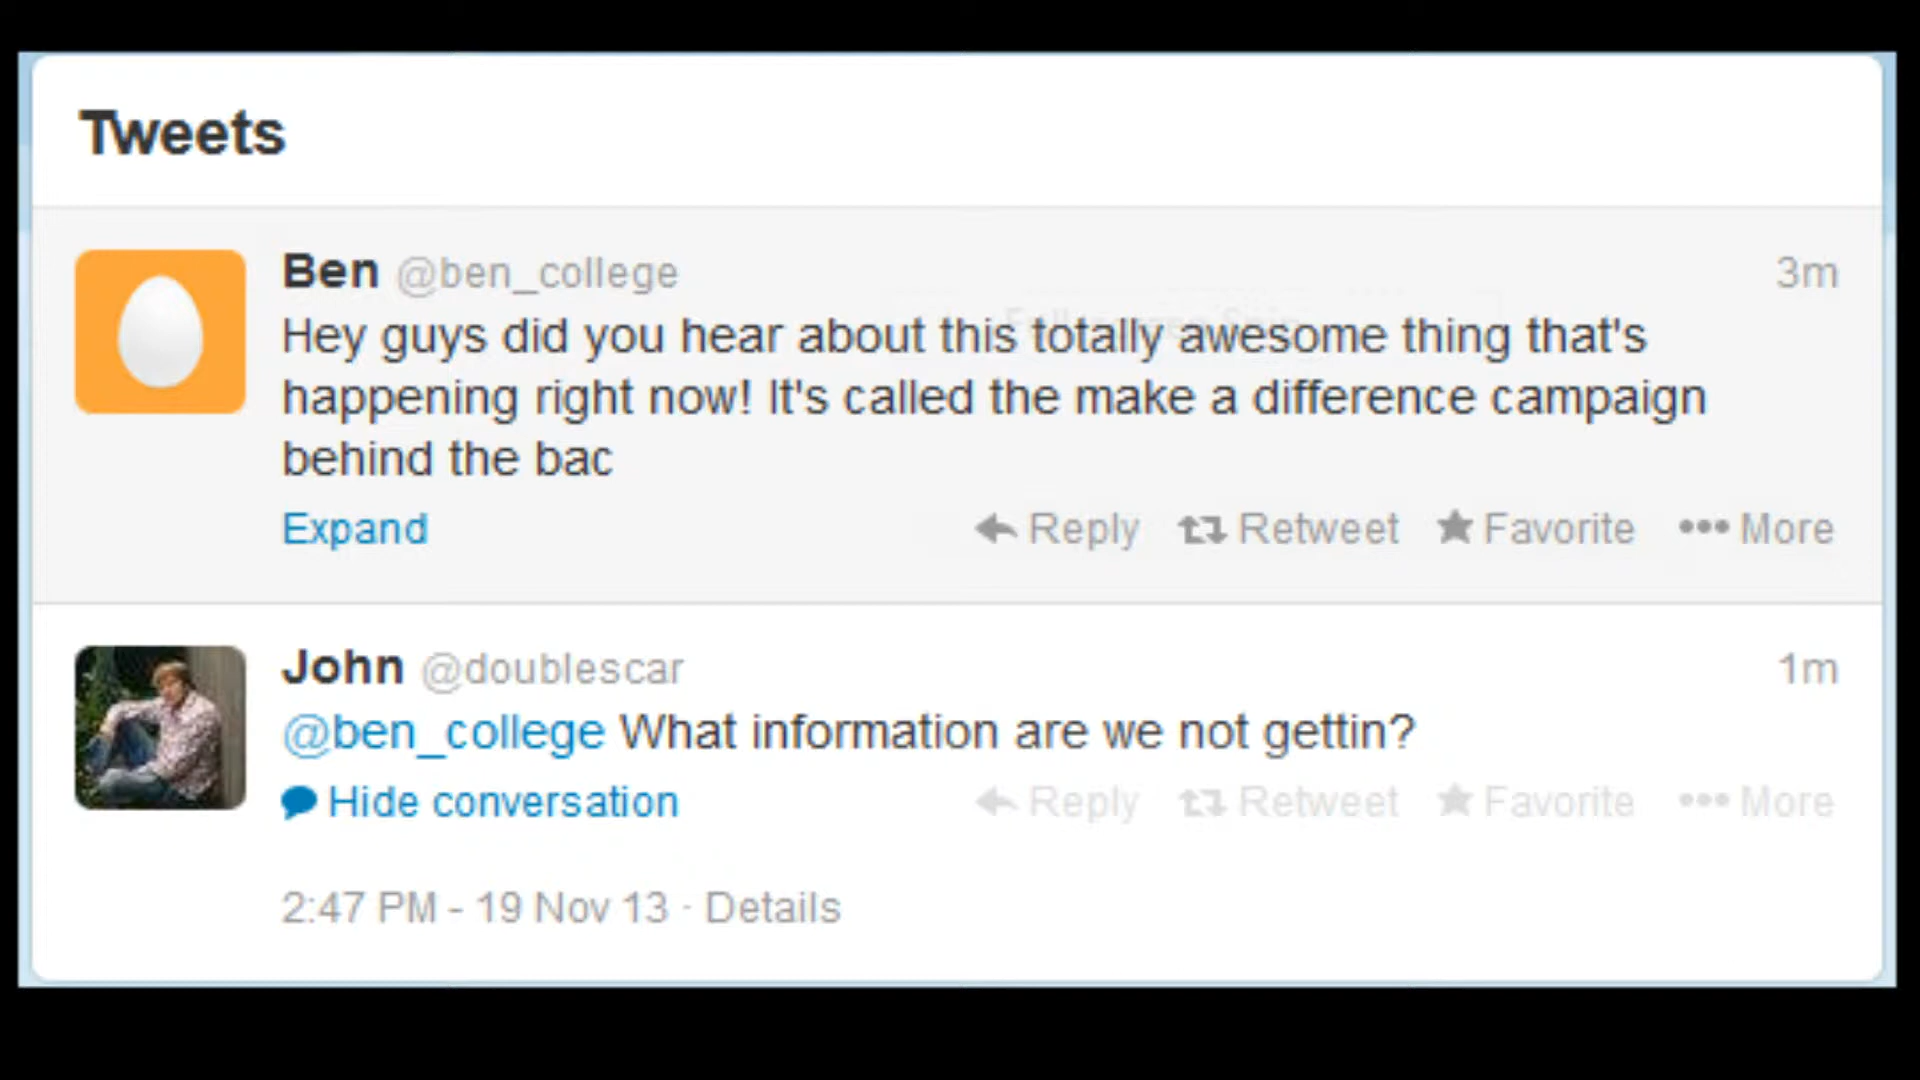 Tweets
Ben @ben_college 3m
Hey guys did you hear about this totally awesome thing that's
happening right now! It's called the make a difference campaign
behind the bac
Expand Reply Retweet Favorite More
John @doublescar 1m
@ben_college What information are we not gettin?
Hide conversation Reply Retweet Favorite More
2:47 PM - 19 Nov 13 · Details